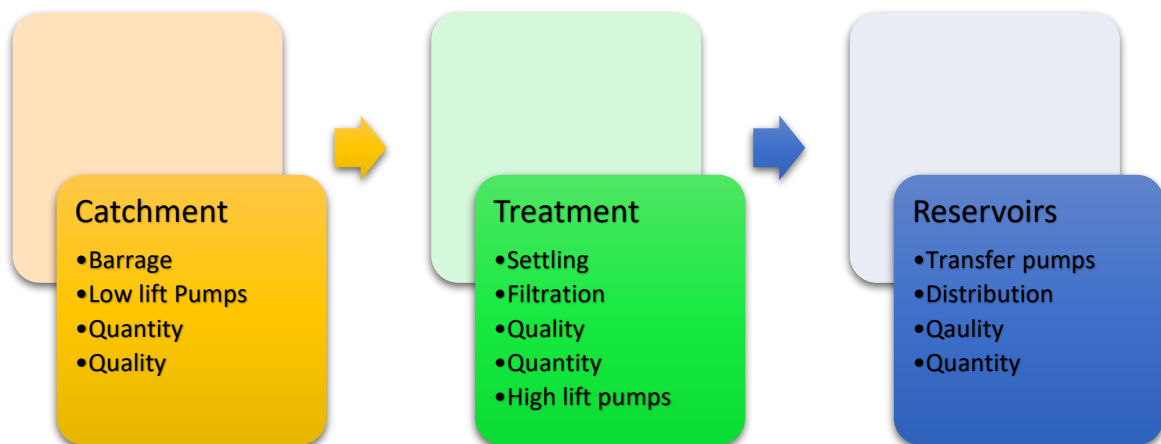 Catchment
•Barrage
•Low lift Pumps
•Quantity
•Quality
Treatment
•Settling
•Filtration
•Quality
•Quantity
•High lift pumps
Reservoirs
•Transfer pumps
•Distribution
•Qaulity
•Quantity